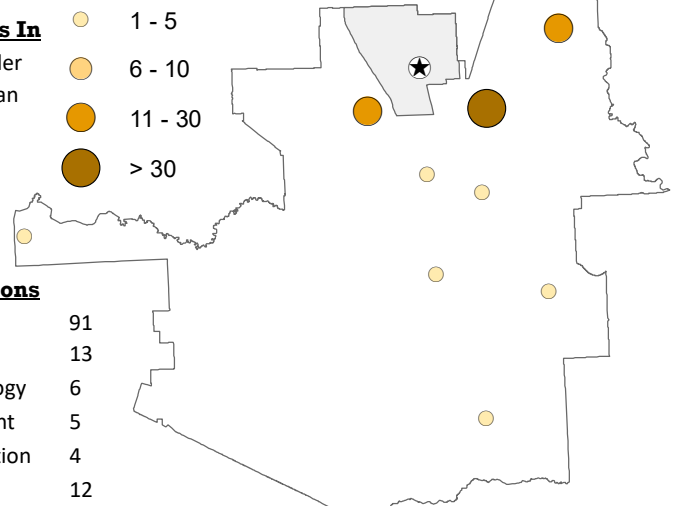 s In
1 - 5
ler
6 - 10
an
11 - 30
> 30
ons
91
13
ogy 6
nt 5
tion 4
12